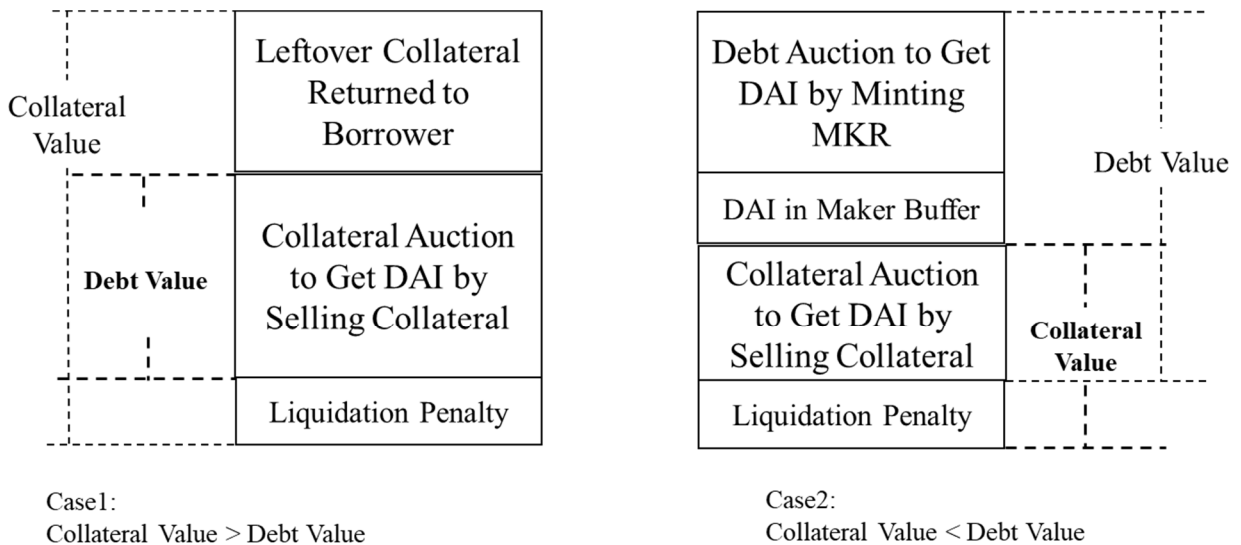 Leftover Collateral
Returned to
Borrower
Collateral
Value
Collateral Auction
to Get DAI by
Selling Collateral
Debt Value
Liquidation Penalty
Case1:
Collateral Value > Debt Value
Debt Auction to Get
DAI by Minting
MKR
Debt Value
DAI in Maker Buffer
Collateral Auction
to Get DAI by
Selling Collateral
Collateral
Value
Liquidation Penalty
Case2:
Collateral Value < Debt Value